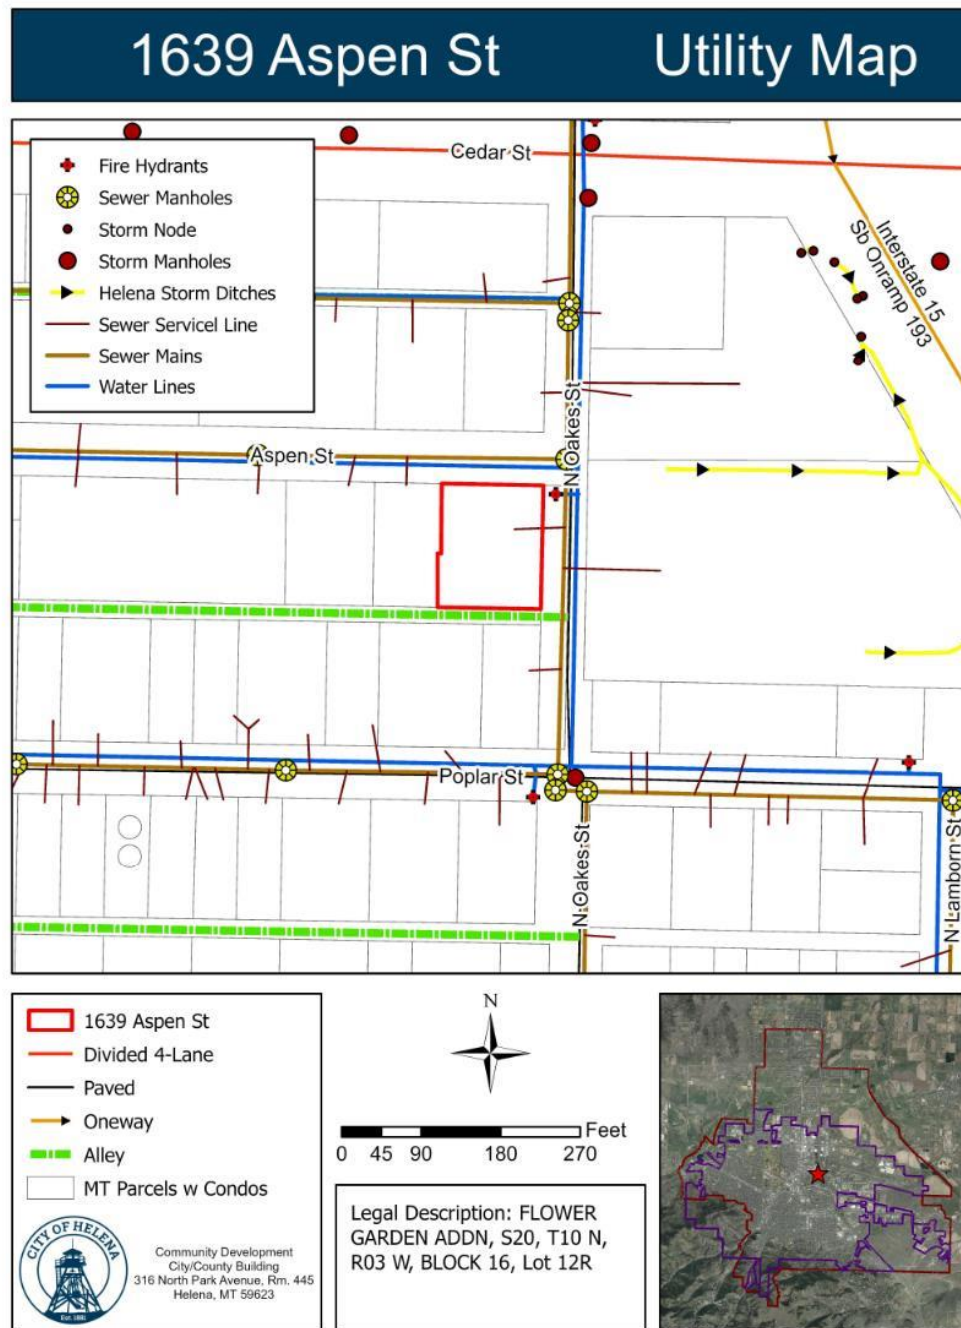 1639 Aspen St Utility Map
Fire Hydrants
Sewer Manholes
Storm Node
Storm Manholes
Helena Storm Ditches
Sewer Servicel Line
Sewer Mains
Water Lines
Cedar St
Interstate 15
Sb Onramp 193
N Oakes St
Aspen St
Poplar St
N Oakes St
N Lamborn St
1639 Aspen St
Divided 4-Lane
Paved
Oneway
Alley
MT Parcels w Condos
CITY OF HELENA
Est. 1881
Community Development
City/County Building
316 North Park Avenue, Rm. 445
Helena, MT 59623
N
Feet
0 45 90 180 270
Legal Description: FLOWER
GARDEN ADDN, S20, T10 N,
R03 W, BLOCK 16, Lot 12R